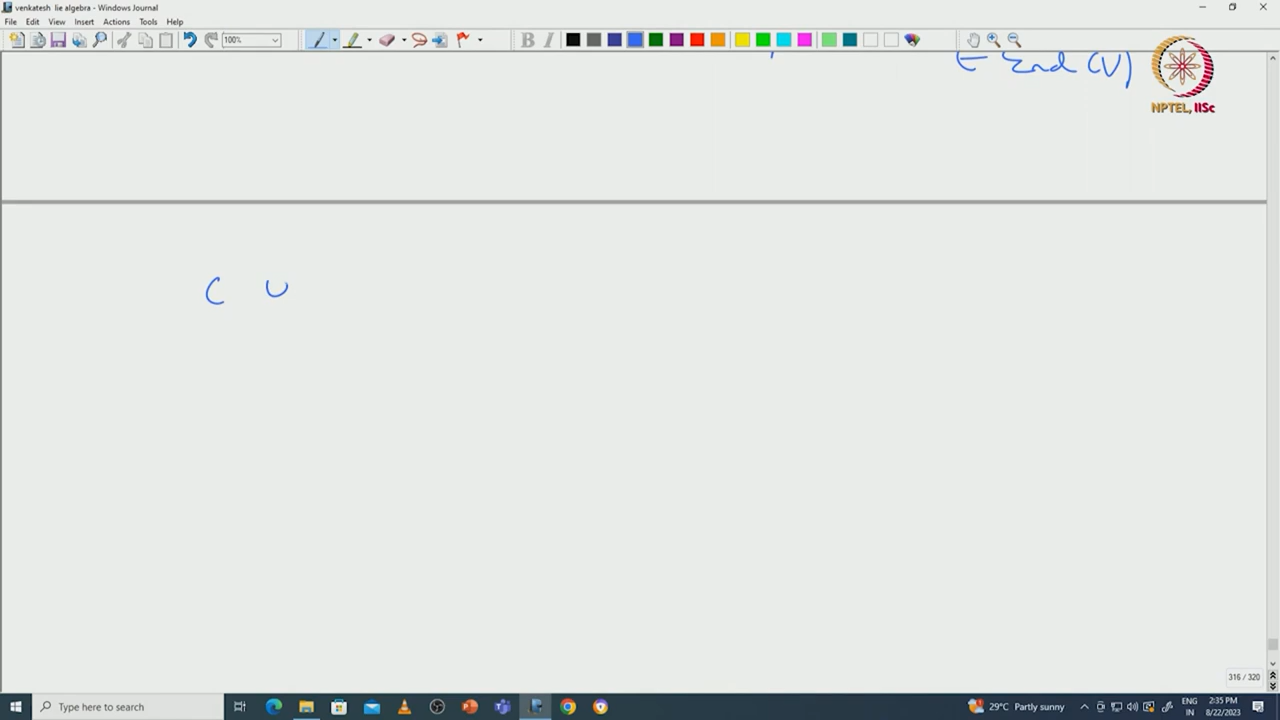 venkatesh lie algebra - Windows Journal
File Edit View Insert Actions Tools Help
100%
B I
∈ End (V)
NPTEL, IISc
C U
316 / 320
Type here to search
29°C Partly sunny
ENG
IN
2:35 PM
8/22/2023